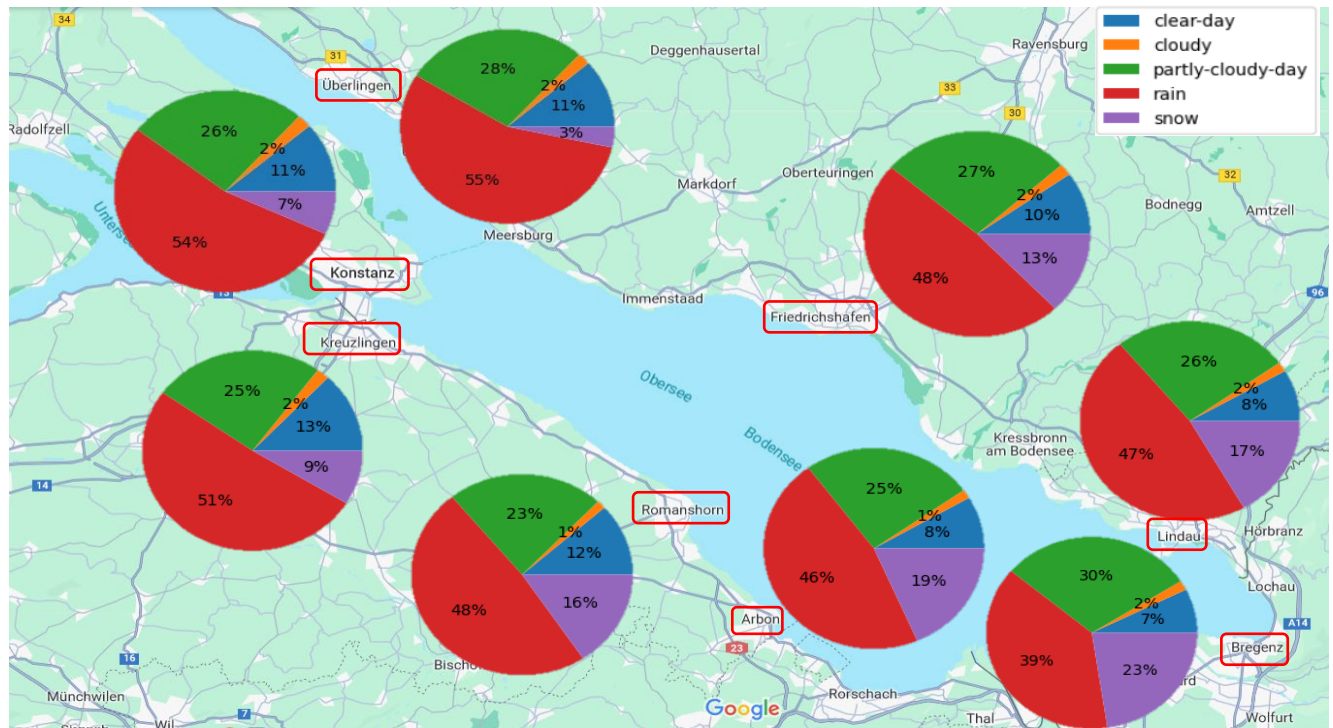 34
31
Überlingen
Deggenhausertal
Ravensburg
33
30
32
Radolfzell
Oberteuringen
Markdorf
Bodnegg
Amtzell
Meersburg
Konstanz
13
Immenstaad
Friedrichshafen
96
Kreuzlingen
Obersee
Bodensee
Kressbronn
am Bodensee
14
Romanshorn
Lindau
Hörbranz
Lochau
Arbon
23
A14
Bregenz
16
Münchwilen
Wil
7
Google
Rorschach
Thal
Wolfurt
clear-day
cloudy
partly-cloudy-day
rain
snow
28%
2%
11%
3%
55%
26%
2%
11%
7%
54%
27%
2%
10%
13%
48%
26%
2%
8%
17%
47%
25%
2%
13%
9%
51%
23%
1%
12%
16%
48%
25%
1%
8%
19%
46%
30%
2%
7%
23%
39%